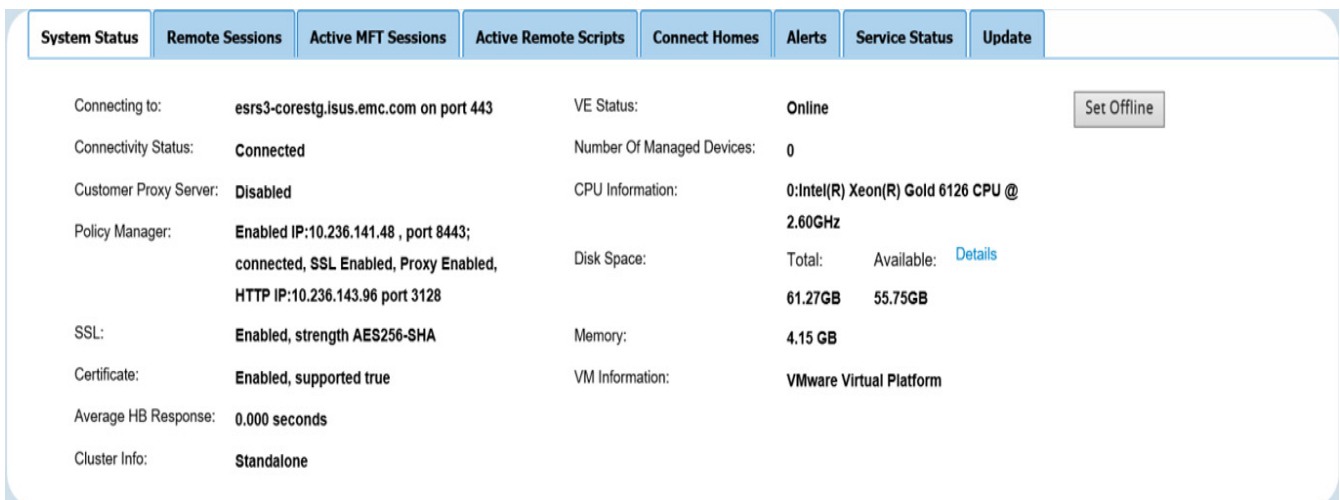 System Status Remote Sessions Active MFT Sessions Active Remote Scripts Connect Homes Alerts Service Status Update
Connecting to: esrs3-corestg.isus.emc.com on port 443
Connectivity Status: Connected
Customer Proxy Server: Disabled
Policy Manager: Enabled IP:10.236.141.48 , port 8443;
connected, SSL Enabled, Proxy Enabled,
HTTP IP:10.236.143.96 port 3128
SSL: Enabled, strength AES256-SHA
Certificate: Enabled, supported true
Average HB Response: 0.000 seconds
Cluster Info: Standalone
VE Status: Online
Set Offline
Number Of Managed Devices: 0
CPU Information: 0:Intel(R) Xeon(R) Gold 6126 CPU @
2.60GHz
Disk Space: Total: Available: Details
61.27GB 55.75GB
Memory: 4.15 GB
VM Information: VMware Virtual Platform